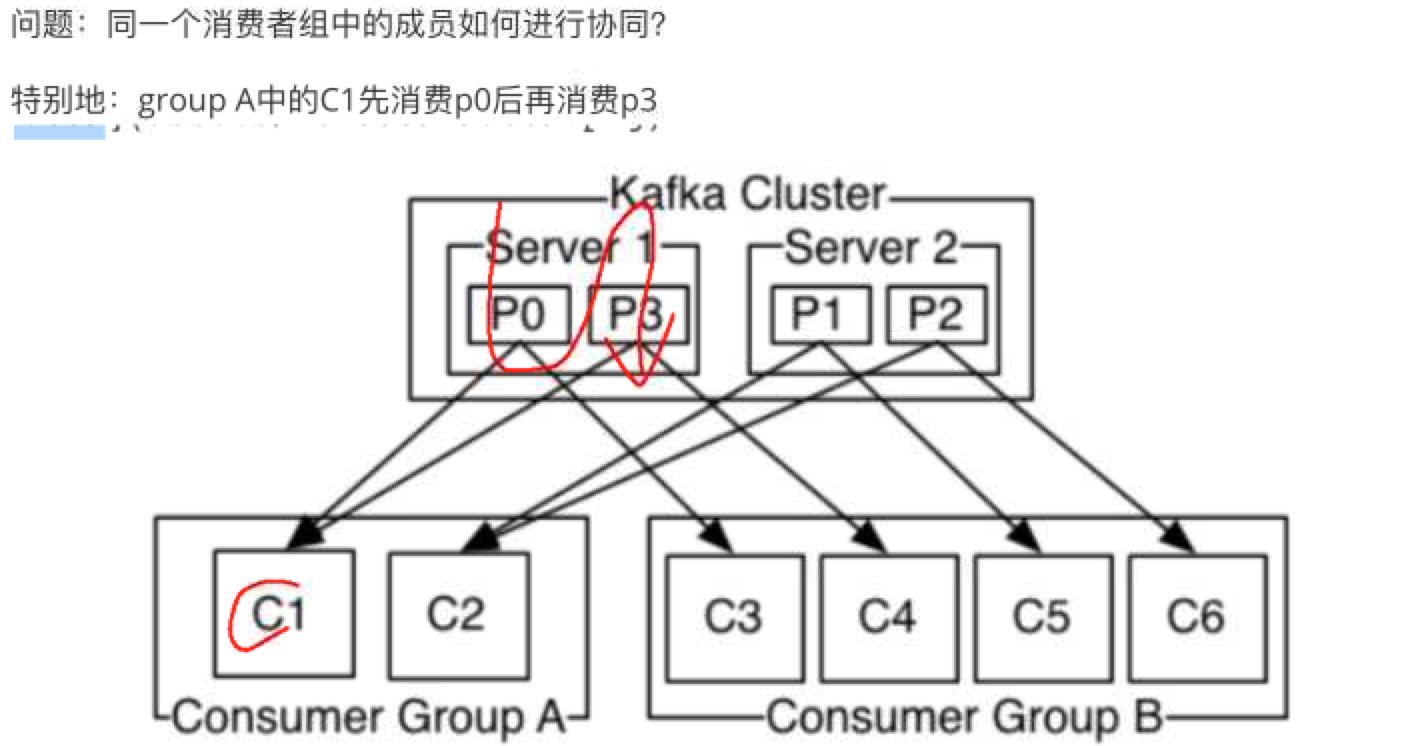 问题：同一个消费者组中的成员如何进行协同？
特别地：group A中的C1先消费p0后再消费p3
Kafka Cluster
Server 1 Server 2
P0 P3 P1 P2
C1 C2 C3 C4 C5 C6
Consumer Group A Consumer Group B